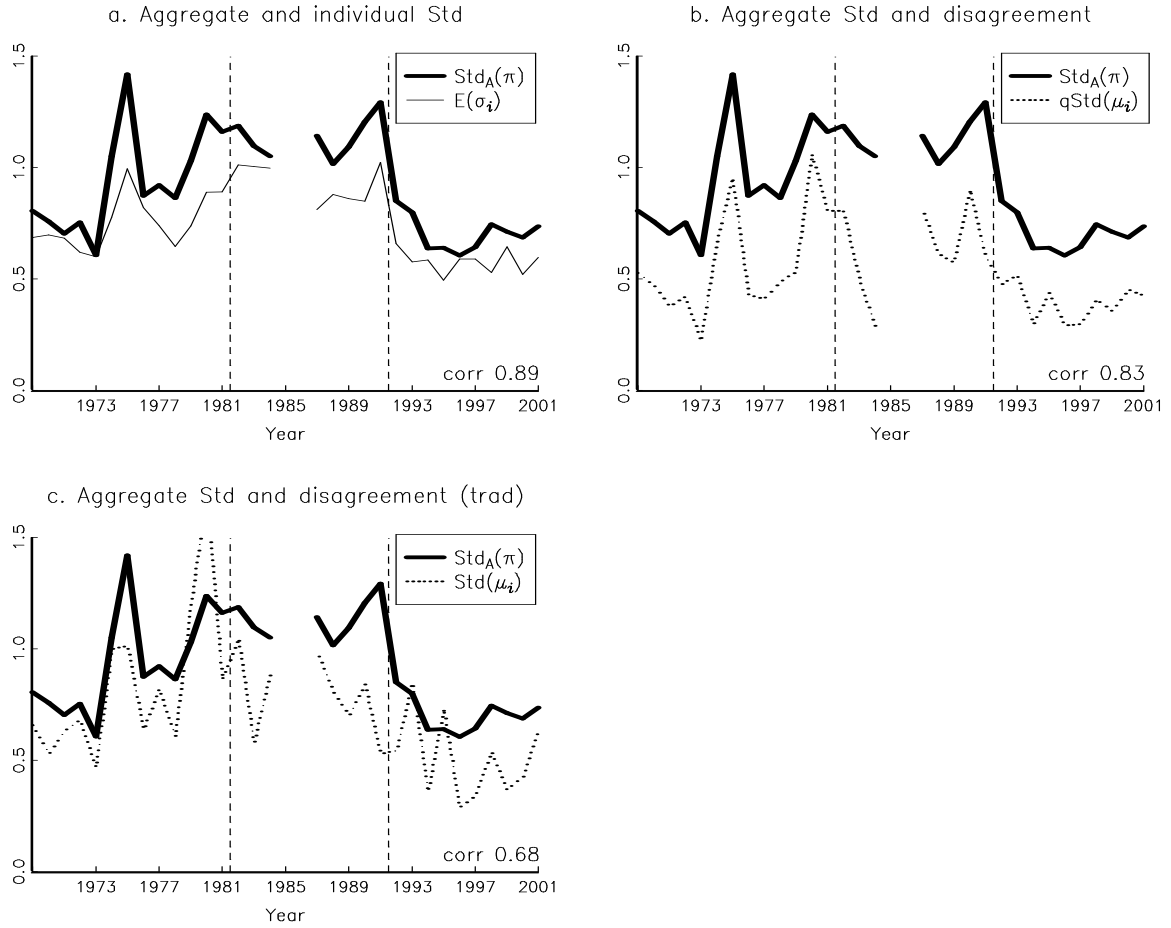 a. Aggregate and individual Std
1.5
1.0
0.5
0.0
Std_A(π)
E(σ_i)
corr 0.89
1973 1977 1981 1985 1989 1993 1997 2001
Year
b. Aggregate Std and disagreement
1.5
1.0
0.5
0.0
Std_A(π)
qStd(μ_i)
corr 0.83
1973 1977 1981 1985 1989 1993 1997 2001
Year
c. Aggregate Std and disagreement (trad)
1.5
1.0
0.5
0.0
Std_A(π)
Std(μ_i)
corr 0.68
1973 1977 1981 1985 1989 1993 1997 2001
Year